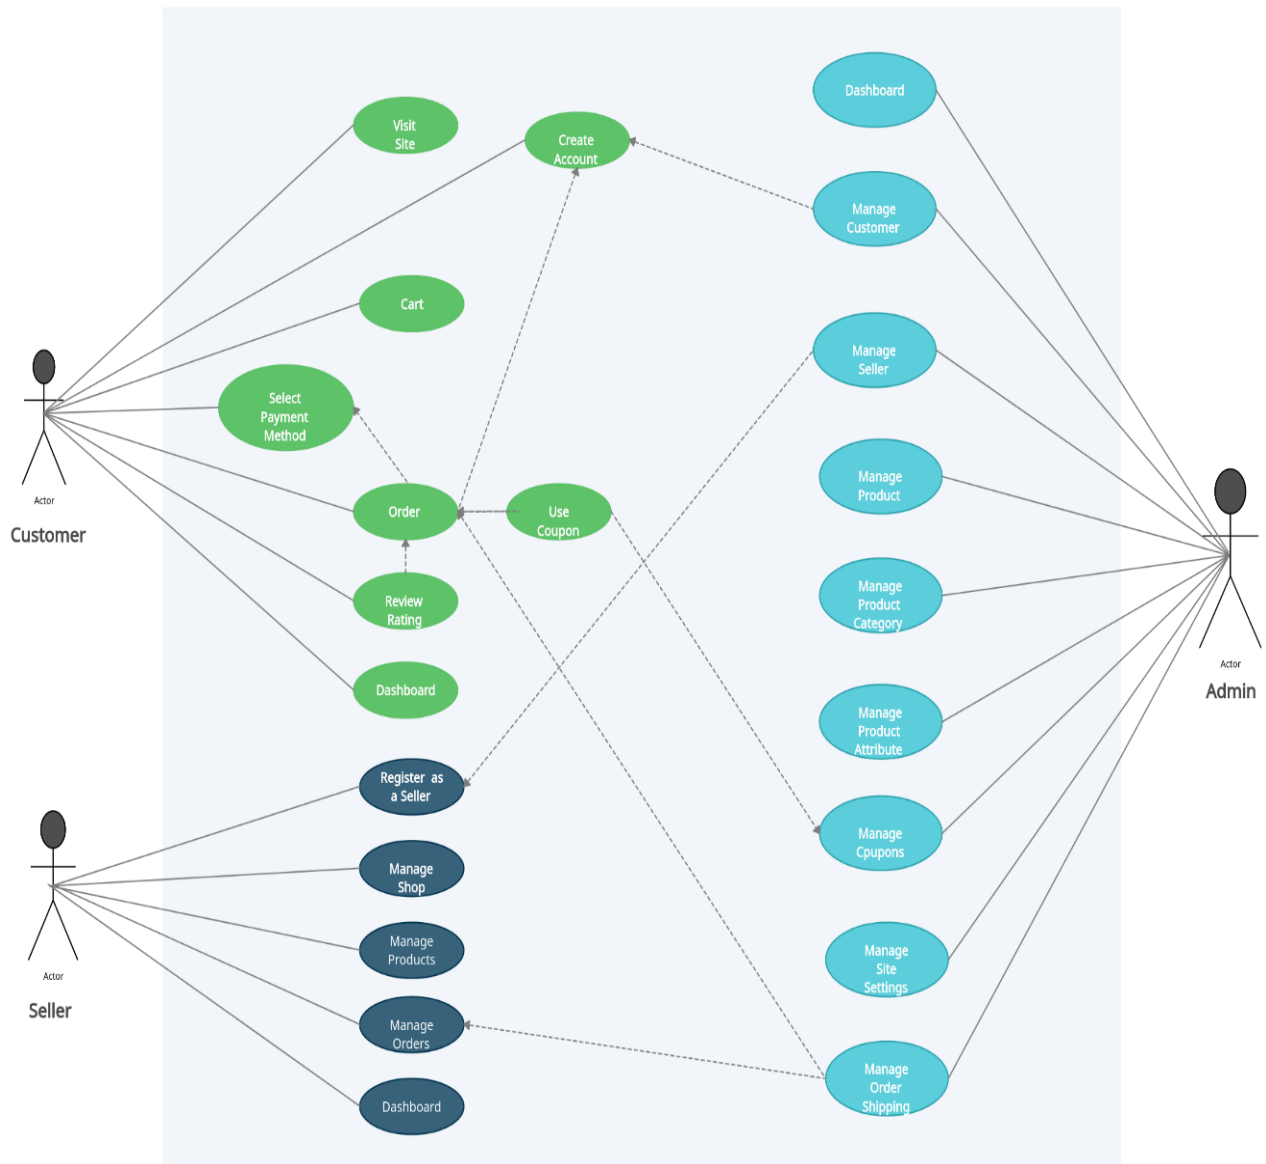 Visit
Site
Create
Account
Cart
Select
Payment
Method
Order
Use
Coupon
Review
Rating
Dashboard
Actor
Customer
Register as
a Seller
Manage
Shop
Manage
Products
Manage
Orders
Dashboard
Actor
Seller
Dashboard
Manage
Customer
Manage
Seller
Manage
Product
Manage
Product
Category
Manage
Product
Attribute
Manage
Cpupons
Manage
Site
Settings
Manage
Order
Shipping
Actor
Admin